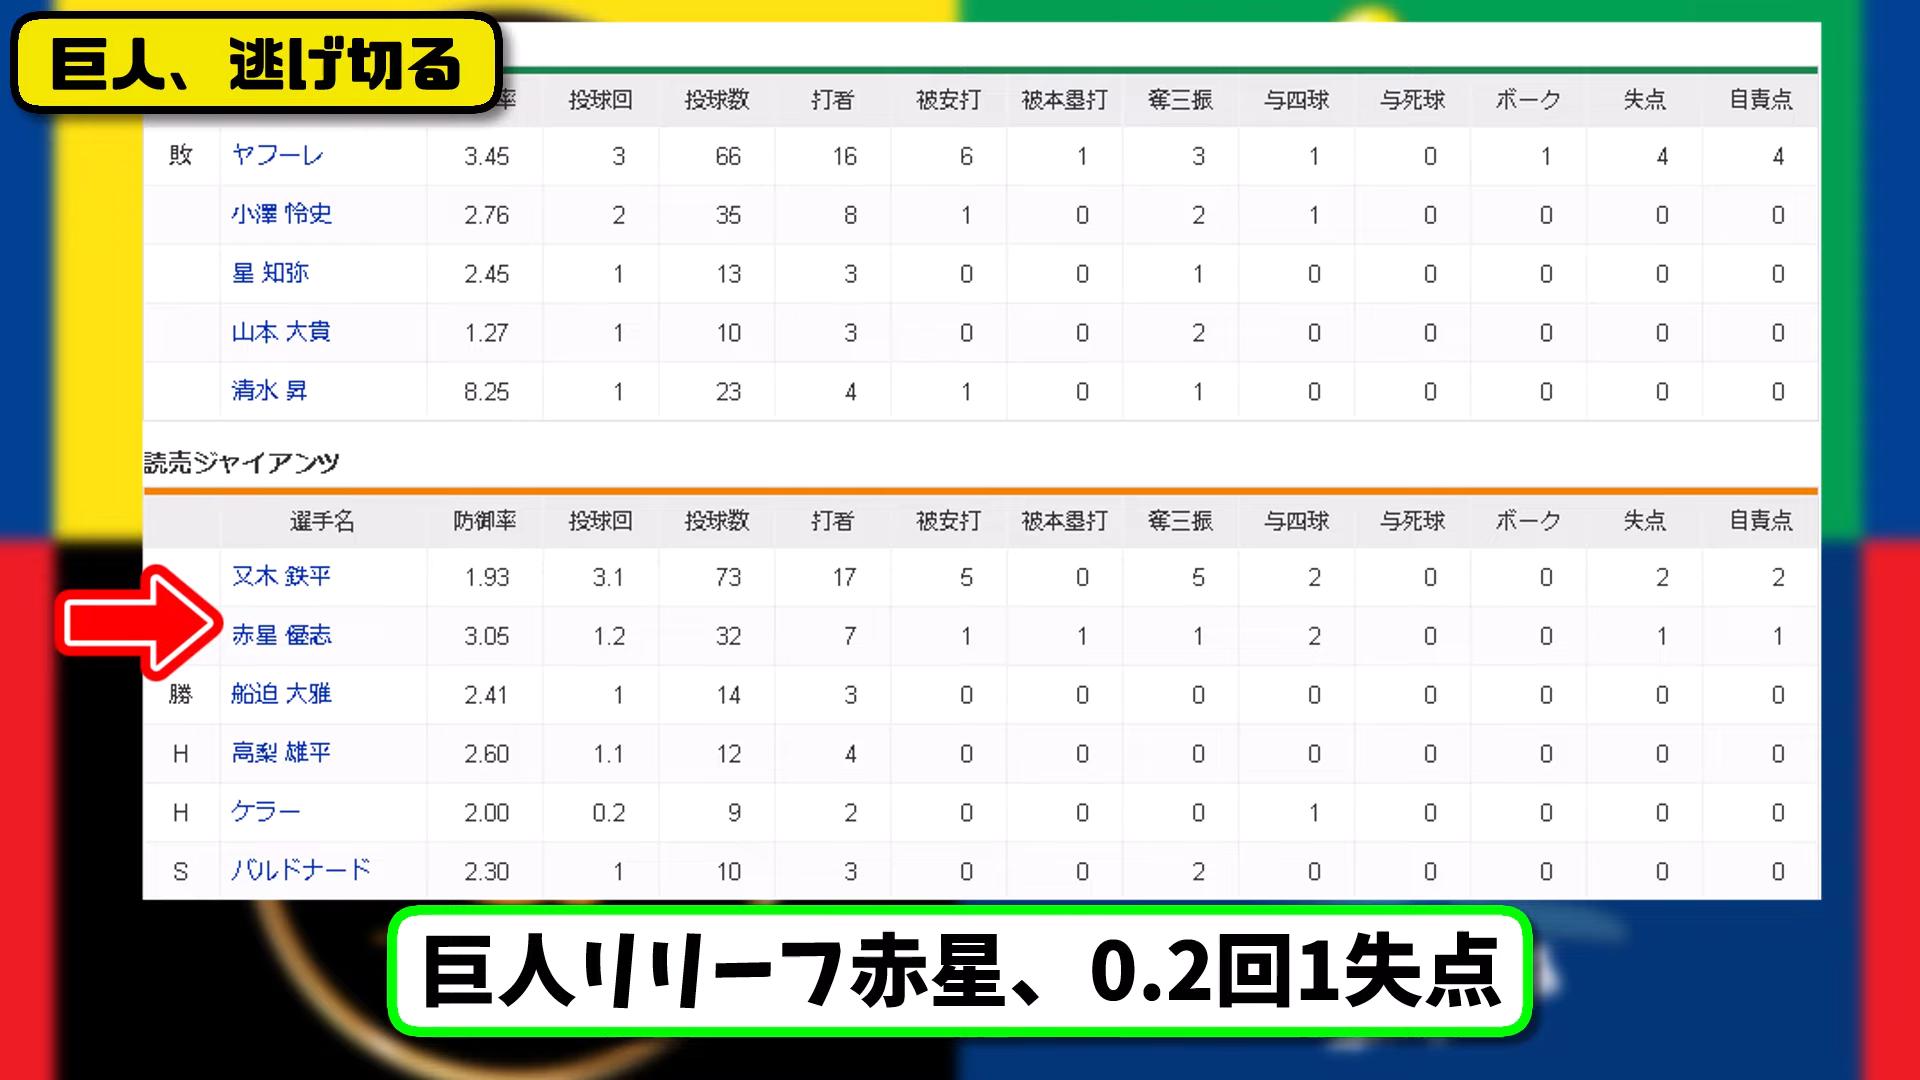 巨人、逃げ切る
率 投球回 投球数 打者 被安打 被本塁打 奪三振 与四球 与死球 ボーク 失点 自責点
敗 ヤフーレ 3.45 3 66 16 6 1 3 1 0 1 4 4
小澤 怜史 2.76 2 35 8 1 0 2 1 0 0 0 0
星 知弥 2.45 1 13 3 0 0 1 0 0 0 0 0
山本 大貴 1.27 1 10 3 0 0 2 0 0 0 0 0
清水 昇 8.25 1 23 4 1 0 1 0 0 0 0 0
読売ジャイアンツ
選手名 防御率 投球回 投球数 打者 被安打 被本塁打 奪三振 与四球 与死球 ボーク 失点 自責点
又木 鉄平 1.93 3.1 73 17 5 0 5 2 0 0 2 2
赤星 優志 3.05 1.2 32 7 1 1 1 2 0 0 1 1
勝 船迫 大雅 2.41 1 14 3 0 0 0 0 0 0 0 0
H 高梨 雄平 2.60 1.1 12 4 0 0 0 0 0 0 0 0
H ケラー 2.00 0.2 9 2 0 0 0 1 0 0 0 0
S バルドナード 2.30 1 10 3 0 0 2 0 0 0 0 0
巨人リリーフ赤星、0.2回1失点